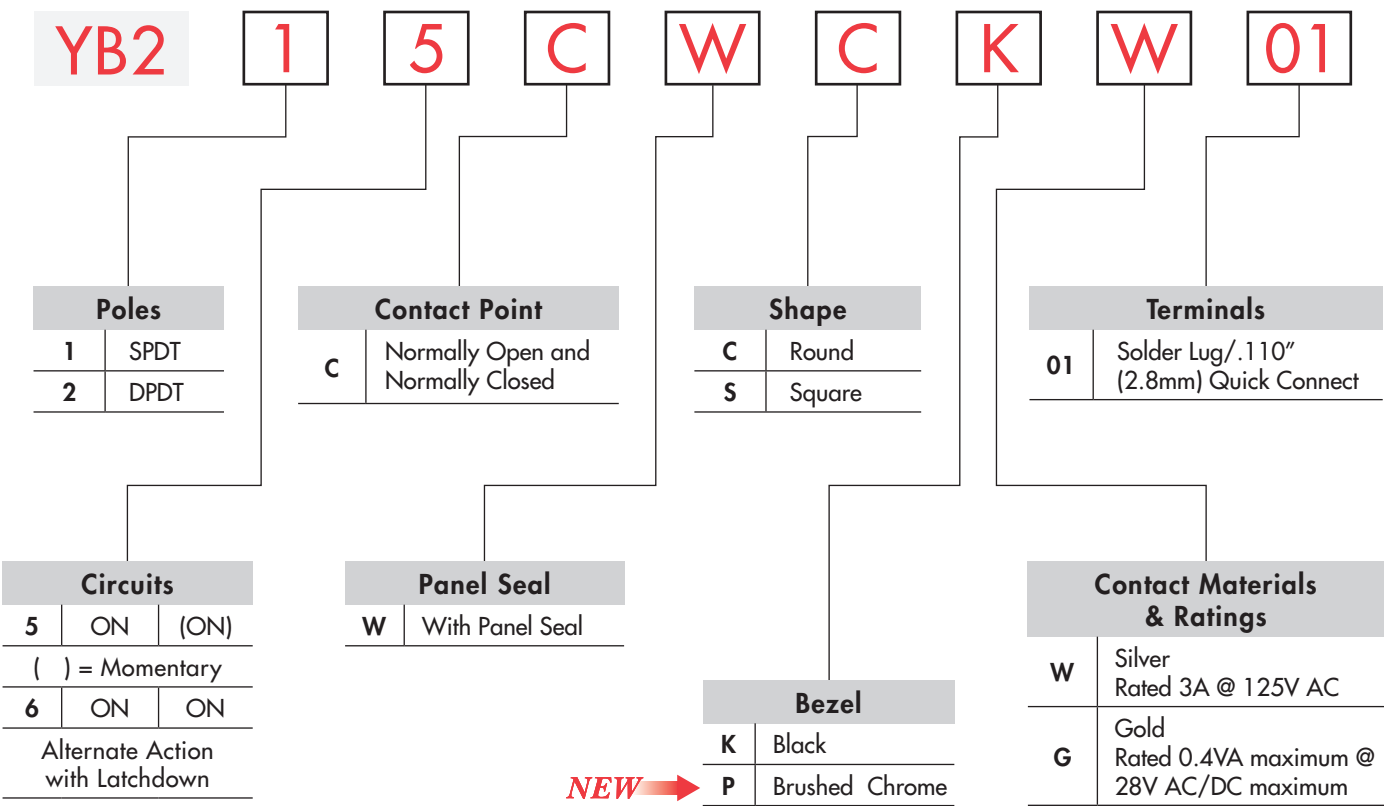 YB2 1 5 C W C K W 01
Poles
1 SPDT
2 DPDT
Contact Point
C Normally Open and
Normally Closed
Shape
C Round
S Square
Terminals
01 Solder Lug/.110”
(2.8mm) Quick Connect
Circuits
5 ON (ON)
( ) = Momentary
6 ON ON
Alternate Action
with Latchdown
Panel Seal
W With Panel Seal
Bezel
K Black
NEW P Brushed Chrome
Contact Materials
& Ratings
W Silver
Rated 3A @ 125V AC
G Gold
Rated 0.4VA maximum @
28V AC/DC maximum